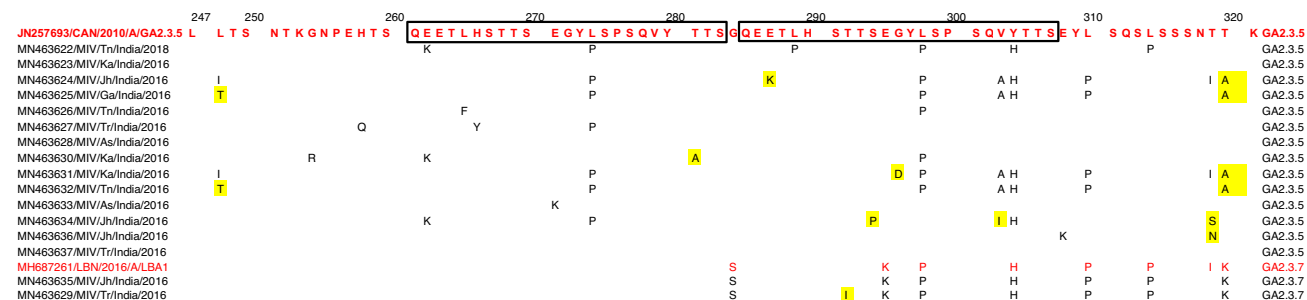 247 250 260 270 280 290 300 310 320
JN257693/CAN/2010/A/GA2.3.5 L L T S N T K G N P E H T S Q E E T L H S T T S E G Y L S P S Q V Y T T S G Q E E T L H S T T S E G Y L S P S Q V Y T T S E Y L S Q S L S S S N T T K GA2.3.5
MN463622/MIV/Tn/India/2018 K P L P H P GA2.3.5
MN463623/MIV/Ka/India/2016 GA2.3.5
MN463624/MIV/Jh/India/2016 I P K P A H P I A GA2.3.5
MN463625/MIV/Ga/India/2016 T P P A H P A GA2.3.5
MN463626/MIV/Tn/India/2016 F P GA2.3.5
MN463627/MIV/Tr/India/2016 Q Y P GA2.3.5
MN463628/MIV/As/India/2016 GA2.3.5
MN463630/MIV/Ka/India/2016 R K A P GA2.3.5
MN463631/MIV/Ka/India/2016 I P D P A H P I A GA2.3.5
MN463632/MIV/Tn/India/2016 T P P A H P A GA2.3.5
MN463633/MIV/As/India/2016 K GA2.3.5
MN463634/MIV/Jh/India/2016 K P P I H S GA2.3.5
MN463636/MIV/Jh/India/2016 K N GA2.3.5
MN463637/MIV/Tr/India/2016 GA2.3.5
MH687261/LBN/2016/A/LBA1 S K P H P P I K GA2.3.7
MN463635/MIV/Jh/India/2016 S K P H P P K GA2.3.7
MN463629/MIV/Tr/India/2016 S I K P H P P K GA2.3.7